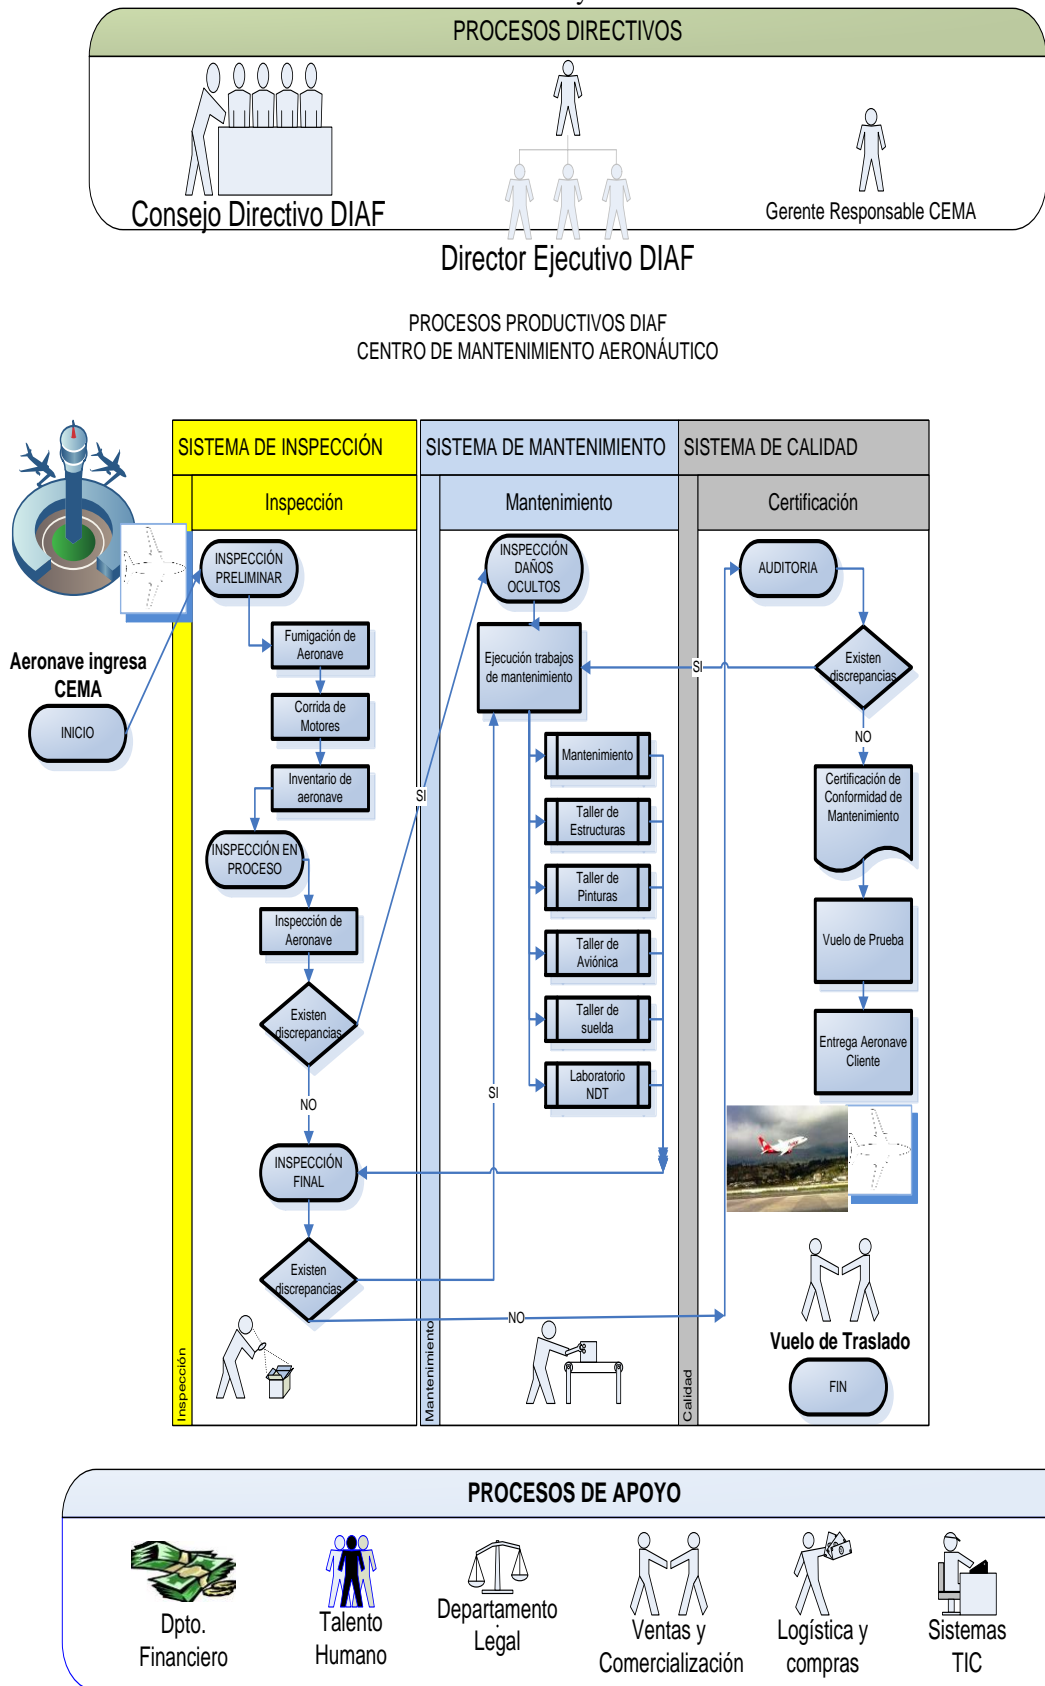 y
PROCESOS DIRECTIVOS
Consejo Directivo DIAF
Director Ejecutivo DIAF
Gerente Responsable CEMA
PROCESOS PRODUCTIVOS DIAF
CENTRO DE MANTENIMIENTO AERONÁUTICO
Aeronave ingresa
CEMA
INICIO
SISTEMA DE INSPECCIÓN
Inspección
INSPECCIÓN
PRELIMINAR
Fumigación de
Aeronave
Corrida de
Motores
Inventario de
aeronave
INSPECCIÓN EN
PROCESO
Inspección de
Aeronave
Existen
discrepancias
SI
NO
INSPECCIÓN
FINAL
Existen
discrepancias
SI
NO
Inspección
SISTEMA DE MANTENIMIENTO
Mantenimiento
INSPECCIÓN
DAÑOS
OCULTOS
Ejecución trabajos
de mantenimiento
Mantenimiento
Taller de
Estructuras
Taller de
Pinturas
Taller de
Aviónica
Taller de
suelda
Laboratorio
NDT
Mantenimiento
SISTEMA DE CALIDAD
Certificación
AUDITORIA
Existen
discrepancias
SI
NO
Certificación de
Conformidad de
Mantenimiento
Vuelo de Prueba
Entrega Aeronave
Cliente
Vuelo de Traslado
FIN
Calidad
PROCESOS DE APOYO
Dpto.
Financiero
Talento
Humano
Departamento
Legal
Ventas y
Comercialización
Logística y
compras
Sistemas
TIC